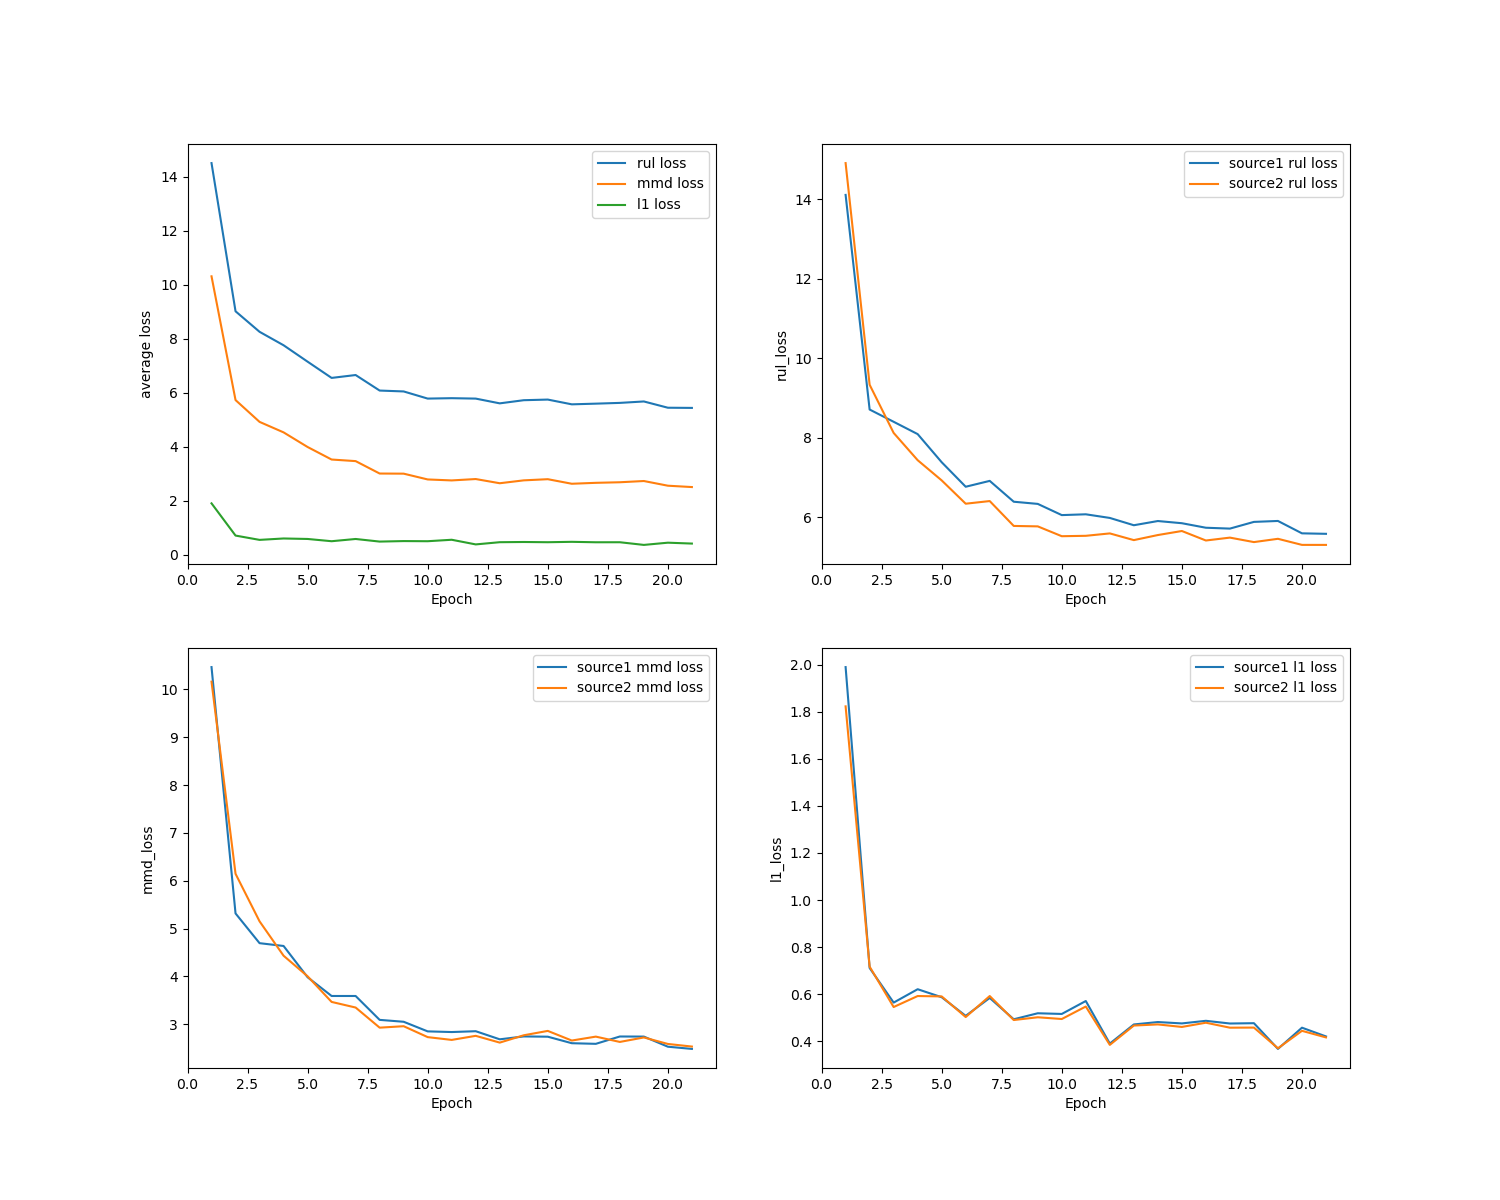 rul loss
mmd loss
l1 loss
average loss
14
12
10
8
6
4
2
0
0.0 2.5 5.0 7.5 10.0 12.5 15.0 17.5 20.0
Epoch
source1 rul loss
source2 rul loss
rul_loss
14
12
10
8
6
0.0 2.5 5.0 7.5 10.0 12.5 15.0 17.5 20.0
Epoch
source1 mmd loss
source2 mmd loss
mmd_loss
10
9
8
7
6
5
4
3
0.0 2.5 5.0 7.5 10.0 12.5 15.0 17.5 20.0
Epoch
source1 l1 loss
source2 l1 loss
l1_loss
2.0
1.8
1.6
1.4
1.2
1.0
0.8
0.6
0.4
0.0 2.5 5.0 7.5 10.0 12.5 15.0 17.5 20.0
Epoch